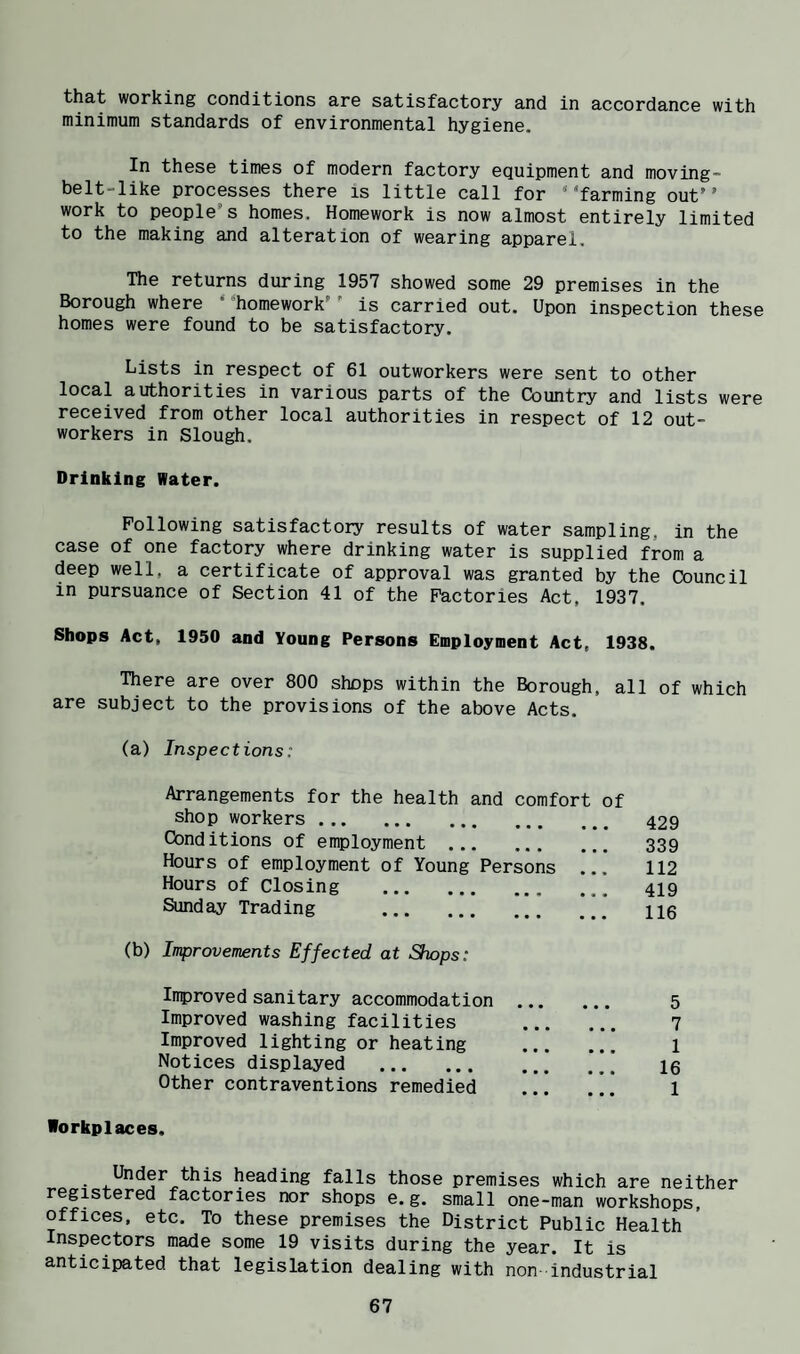 that working conditions are satisfactory and in accordance with
minimum standards of environmental hygiene.
In these times of modern factory equipment and moving-
belt-like processes there is little call for ''farming out''
work to people's homes. Homework is now almost entirely limited
to the making and alteration of wearing apparel.
The returns during 1957 showed some 29 premises in the
Borough where ''homework'' is carried out. Upon inspection these
homes were found to be satisfactory.
Lists in respect of 61 outworkers were sent to other
local authorities in various parts of the Country and lists were
received from other local authorities in respect of 12 out-
workers in Slough.
Drinking Water.
Following satisfactory results of water sampling, in the
case of one factory where drinking water is supplied from a
deep well, a certificate of approval was granted by the Council
in pursuance of Section 41 of the Factories Act, 1937.
Shops Act, 1950 and Young Persons Employment Act, 1938.
There are over 800 shops within the Borough, all of which
are subject to the provisions of the above Acts.
(a) Inspections:
Arrangements for the health and comfort of
shop workers ... ... ... ... ... 429
Conditions of employment ... ... ... 339
Hours of employment of Young Persons ... 112
Hours of Closing ... ... ... ... 419
Sunday Trading ... ... ... ... 116
(b) Improvements Effected at Shops:
Improved sanitary accommodation ... ... 5
Improved washing facilities ... ... 7
Improved lighting or heating ... ... 1
Notices displayed ... ... ... ... 16
Other contraventions remedied ... ... 1
Workplaces.
Under this heading falls those premises which are neither
registered factories nor shops e.g. small one-man workshops,
offices, etc. To these premises the District Public Health
Inspectors made some 19 visits during the year. It is
anticipated that legislation dealing with non-industrial
67